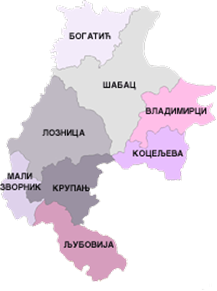 БОГАТИЋ
ШАБАЦ
ВЛАДИМИРЦИ
ЛОЗНИЦА
КОЦЕЉЕВА
МАЛИ
ЗВОРНИК
КРУПАЊ
ЉУБОВИЈА